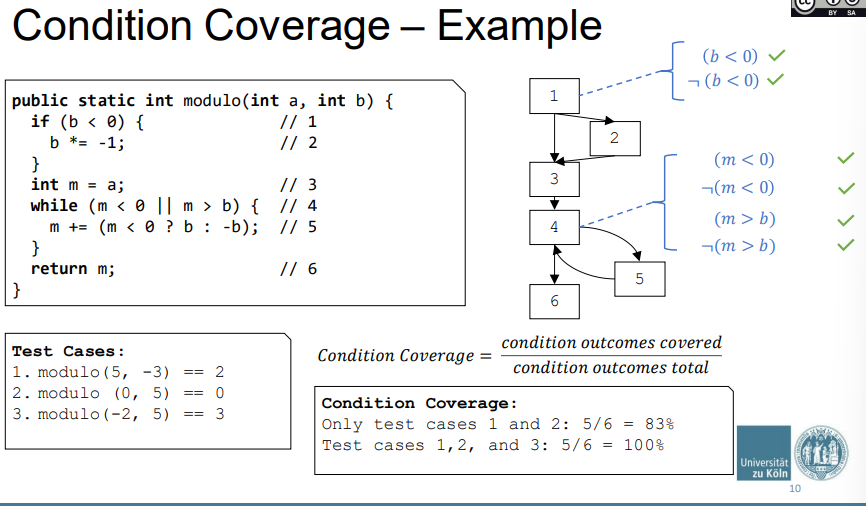 Condition Coverage – Example
BY SA
public static int modulo(int a, int b) {
if (b < 0) { // 1
b *= -1; // 2
}
int m = a; // 3
while (m < 0 || m > b) { // 4
m += (m < 0 ? b : -b); // 5
}
return m; // 6
}
1
2
3
4
5
6
(b < 0) ✓
¬ (b < 0) ✓
(m < 0) ✓
¬(m < 0) ✓
(m > b) ✓
¬(m > b) ✓
Test Cases:
1. modulo(5, -3) == 2
2. modulo (0, 5) == 0
3. modulo(-2, 5) == 3
Condition Coverage = condition outcomes covered
condition outcomes total
Condition Coverage:
Only test cases 1 and 2: 5/6 = 83%
Test cases 1,2, and 3: 5/6 = 100%
Universität
zu Köln
10